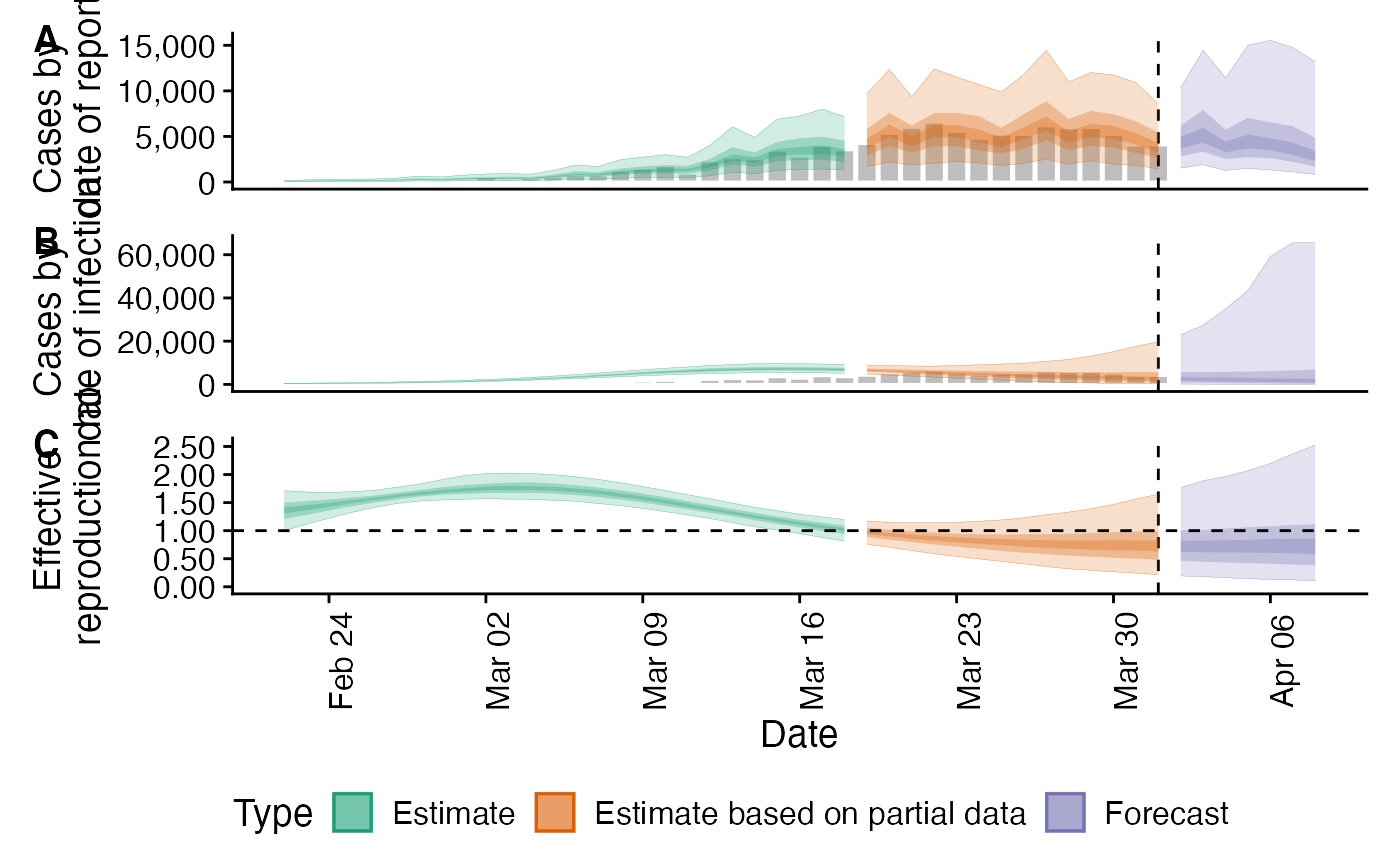 A
Cases by
date of report
15,000
10,000
5,000
0
B
Cases by
date of infection
60,000
40,000
20,000
0
C
Effective
reproduction no.
2.50
2.00
1.50
1.00
0.50
0.00
Feb 24
Mar 02
Mar 09
Mar 16
Mar 23
Mar 30
Apr 06
Date
Type
Estimate
Estimate based on partial data
Forecast